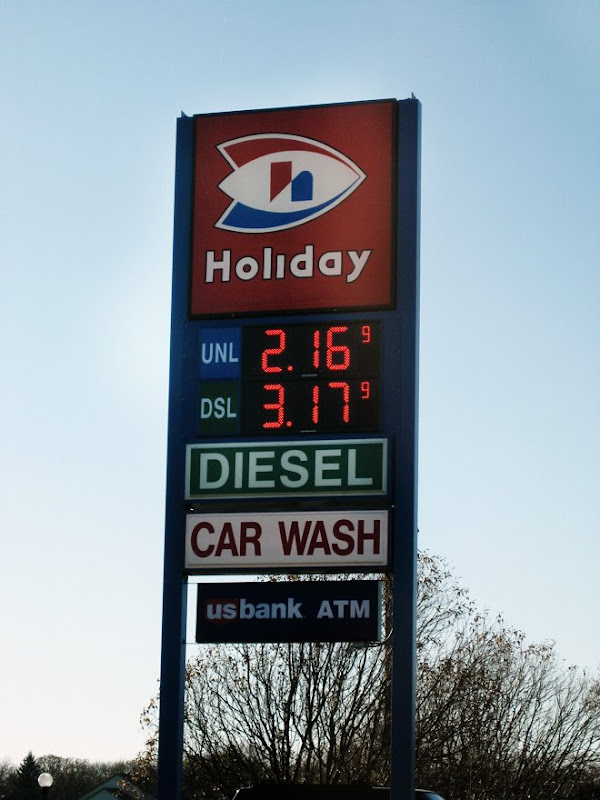 h
Holiday
UNL 2.16 9
DSL 3.17 9
DIESEL
CAR WASH
usbank ATM